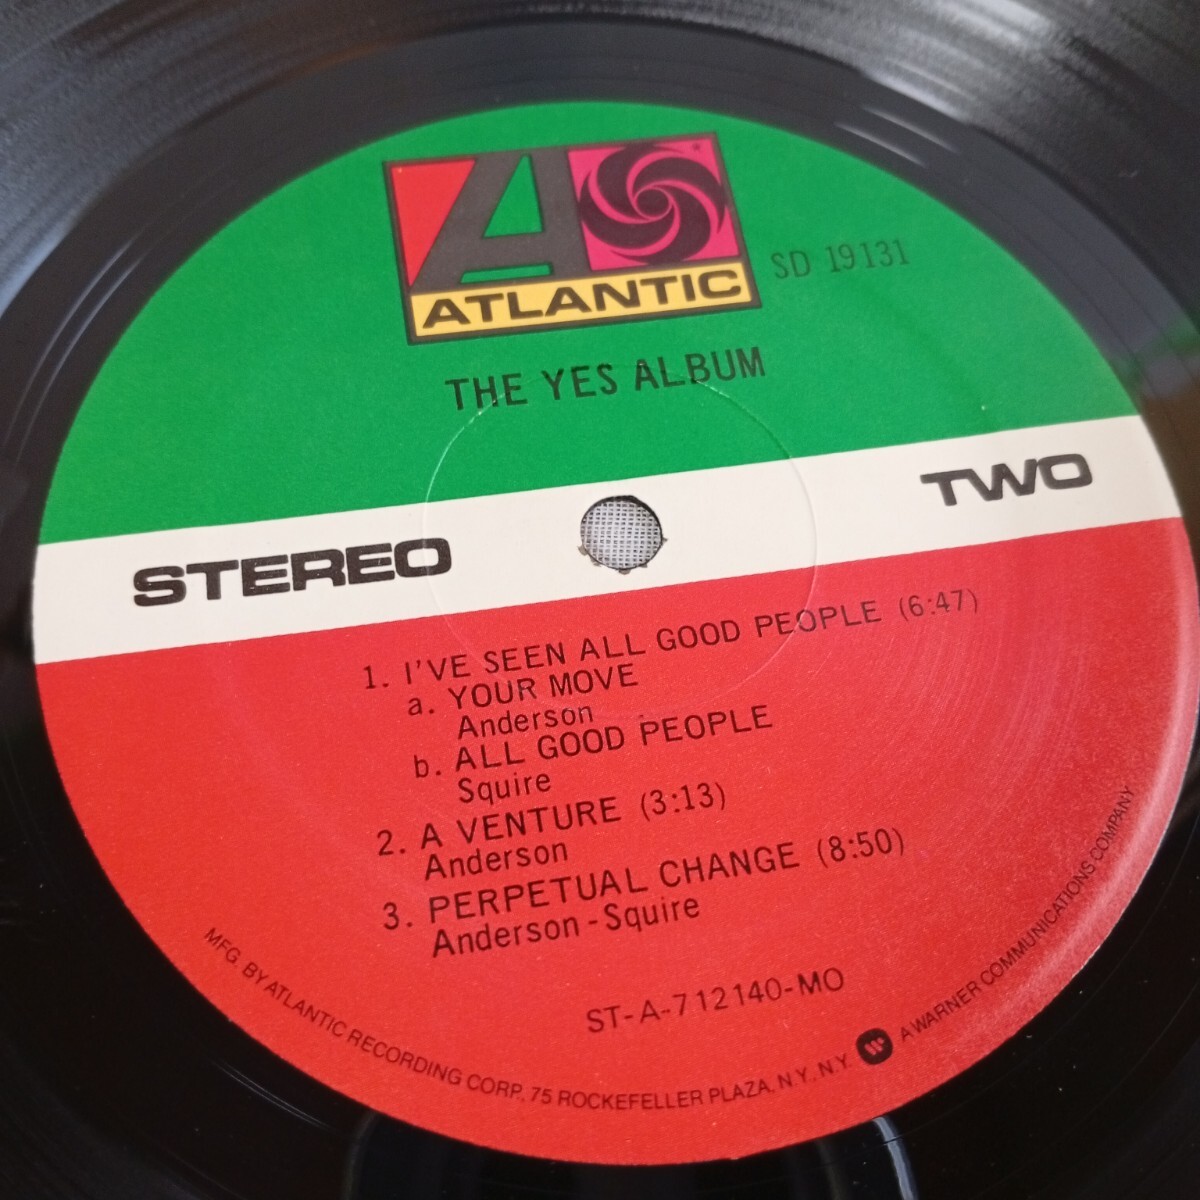 ATLANTIC
SD 19131
THE YES ALBUM
STEREO
TWO
1. I'VE SEEN ALL GOOD PEOPLE (6:47)
a. YOUR MOVE
Anderson
b. ALL GOOD PEOPLE
Squire
2. A VENTURE (3:13)
Anderson
3. PERPETUAL CHANGE (8:50)
Anderson-Squire
ST-A-712140-MO
MFG. BY ATLANTIC RECORDING CORP., 75 ROCKEFELLER PLAZA, N.Y., N.Y. A WARNER COMMUNICATIONS COMPANY